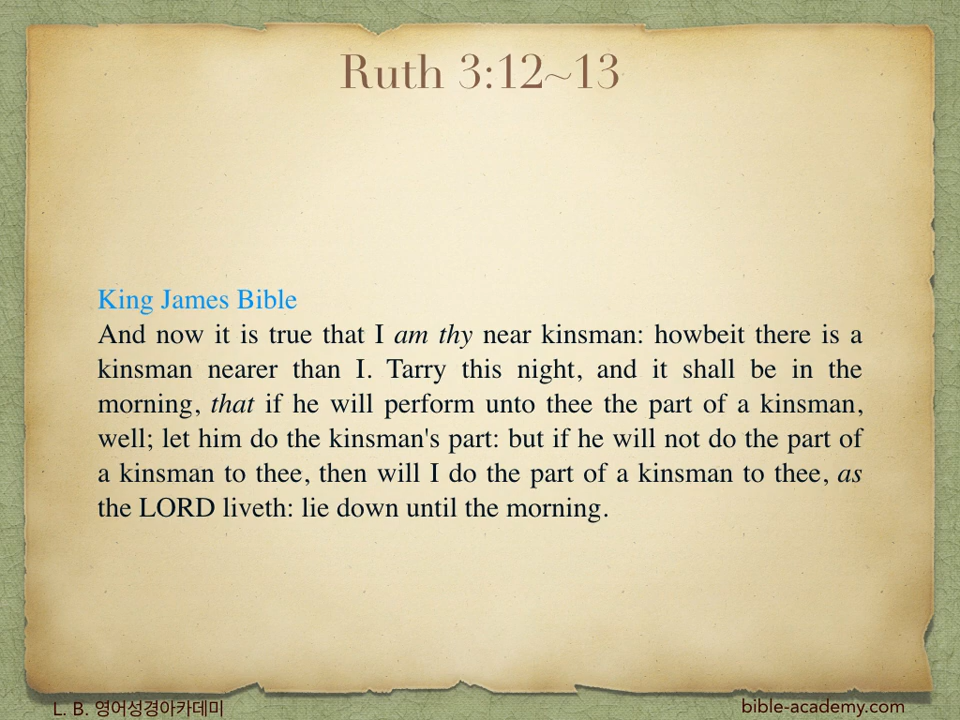 Ruth 3:12~13
King James Bible
And now it is true that I am thy near kinsman: howbeit there is a
kinsman nearer than I. Tarry this night, and it shall be in the
morning, that if he will perform unto thee the part of a kinsman,
well; let him do the kinsman's part: but if he will not do the part of
a kinsman to thee, then will I do the part of a kinsman to thee, as
the LORD liveth: lie down until the morning.
L. B. 영어성경아카데미
bible-academy.com